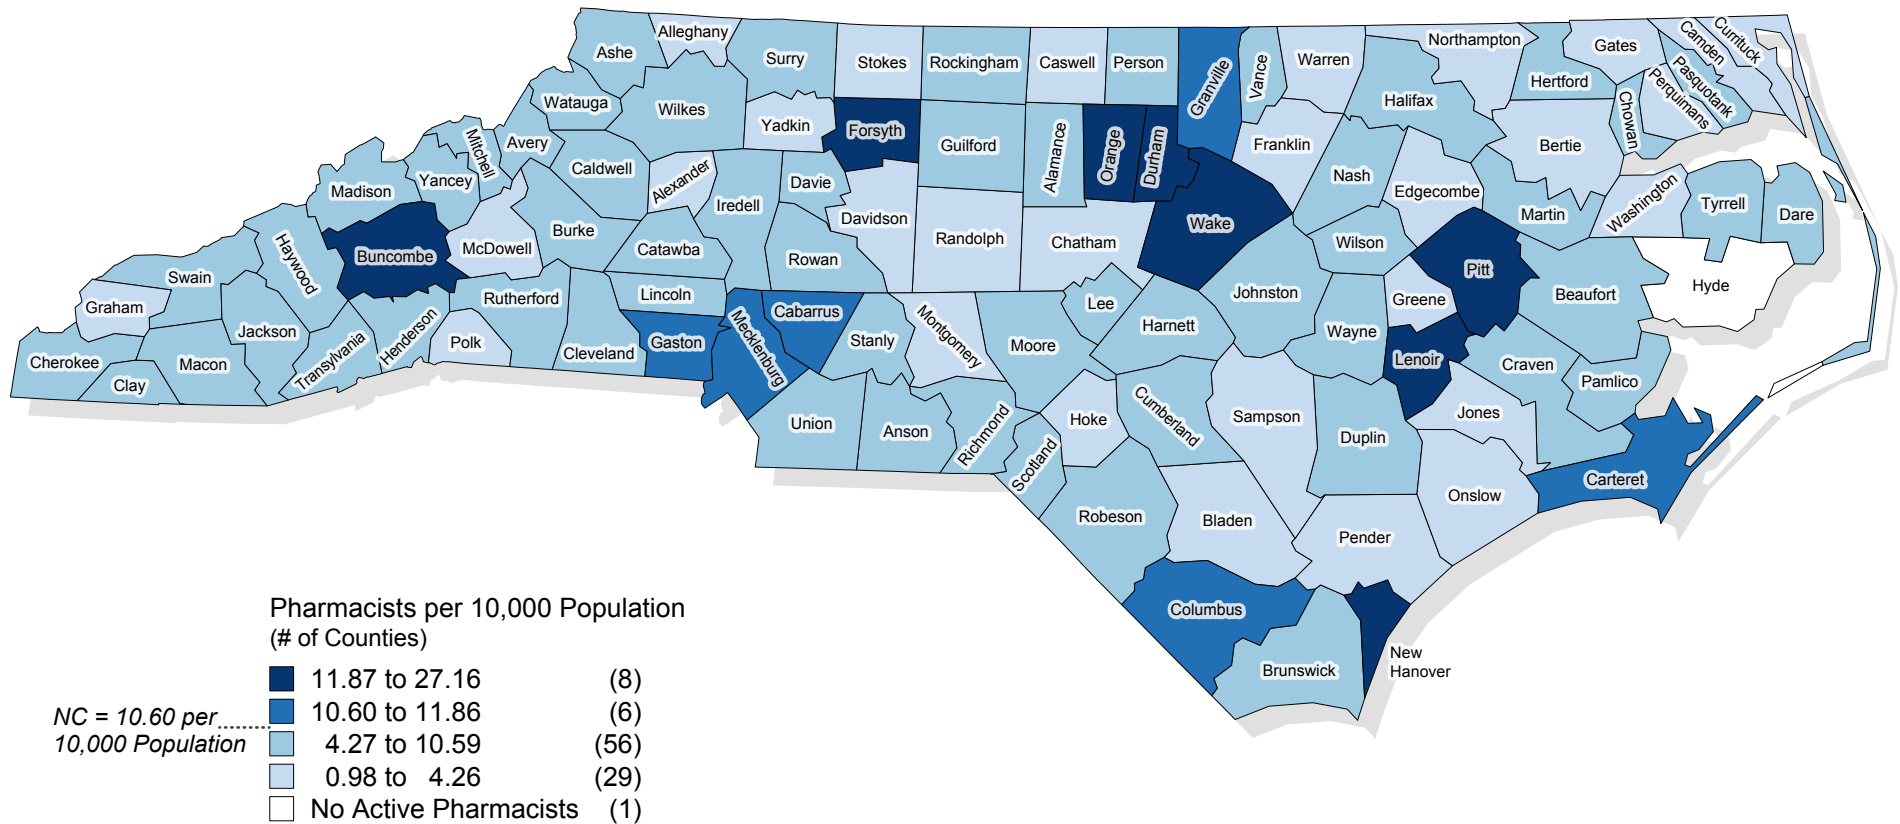 Ashe
Alleghany
Surry
Stokes
Rockingham
Caswell
Person
Granville
Vance
Warren
Northampton
Gates
Camden
Currituck
Hertford
Pasquotank
Perquimans
Chowan
Halifax
Watauga
Wilkes
Yadkin
Forsyth
Guilford
Alamance
Orange
Durham
Franklin
Bertie
Mitchell
Avery
Caldwell
Alexander
Madison
Yancey
Davie
Iredell
Nash
Edgecombe
Washington
Tyrrell
Dare
Martin
Davidson
Randolph
Chatham
Wake
Wilson
Haywood
Buncombe
McDowell
Burke
Catawba
Rowan
Pitt
Swain
Graham
Rutherford
Lincoln
Johnston
Greene
Beaufort
Hyde
Lee
Cabarrus
Jackson
Henderson
Transylvania
Polk
Cleveland
Gaston
Mecklenburg
Stanly
Montgomery
Moore
Harnett
Wayne
Lenoir
Craven
Pamlico
Cherokee
Clay
Macon
Union
Anson
Richmond
Scotland
Hoke
Cumberland
Sampson
Duplin
Jones
Onslow
Carteret
Robeson
Bladen
Pender
Columbus
Brunswick
New
Hanover
Pharmacists per 10,000 Population
(# of Counties)
11.87 to 27.16 (8)
10.60 to 11.86 (6)
4.27 to 10.59 (56)
0.98 to 4.26 (29)
No Active Pharmacists (1)
NC = 10.60 per
10,000 Population